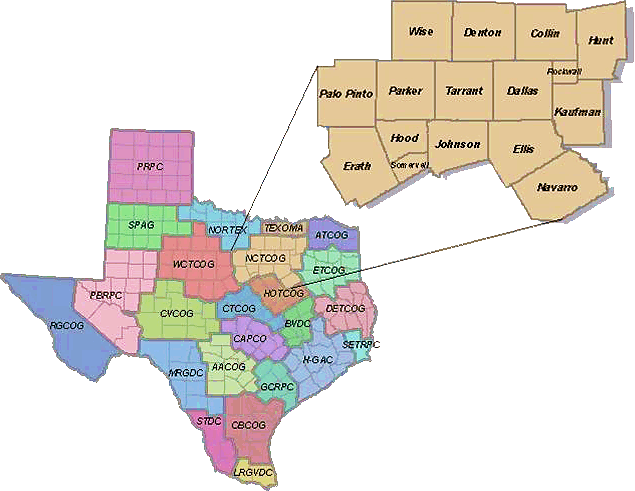 Wise
Denton
Collin
Hunt
Rockwall
Palo Pinto
Parker
Tarrant
Dallas
Kaufman
Hood
Johnson
Ellis
Erath
Somervell
Navarro
PRPC
SPAG
NORTEX
TEXOMA
ATCOG
WCTCOG
NCTCOG
ETCOG
PBRPC
HOTCOG
RGCOG
CVCOG
CTCOG
BVDC
DETCOG
CAPCO
SETRPC
MRGDC
AACOG
H-GAC
GCRPC
STDC
CBCOG
LRGVDC